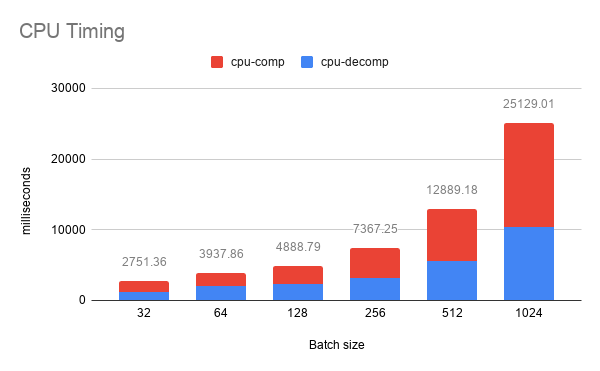 CPU Timing
cpu-comp cpu-decomp
30000
20000
10000
0
milliseconds
2751.36
3937.86
4888.79
7367.25
12889.18
25129.01
32 64 128 256 512 1024
Batch size